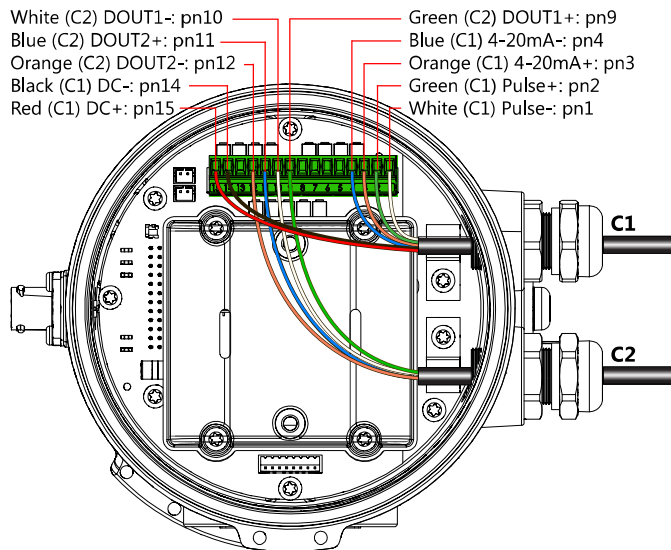 White (C2) DOUT1-: pn10
Blue (C2) DOUT2+: pn11
Orange (C2) DOUT2-: pn12
Black (C1) DC-: pn14
Red (C1) DC+: pn15
Green (C2) DOUT1+: pn9
Blue (C1) 4-20mA-: pn4
Orange (C1) 4-20mA+: pn3
Green (C1) Pulse+: pn2
White (C1) Pulse-: pn1
C1
C2